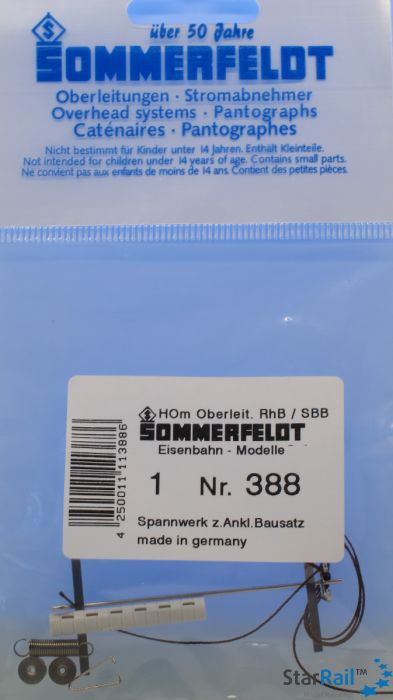 über 50 Jahre
SOMMERFELDT
Oberleitungen · Stromabnehmer
Overhead systems · Pantographs
Caténaires · Pantographes
Nicht bestimmt für Kinder unter 14 Jahren. Enthält Kleinteile.
Not intended for children under 14 years of age. Contains small parts.
Ne convient pas aux enfants de moins de 14 ans. Contient des petites pièces.
HOm Oberleit. RhB / SBB
SOMMERFELDT
Eisenbahn - Modelle
1 Nr. 388
Spannwerk z.Ankl.Bausatz
made in germany
4 250011 113886
StarRail™